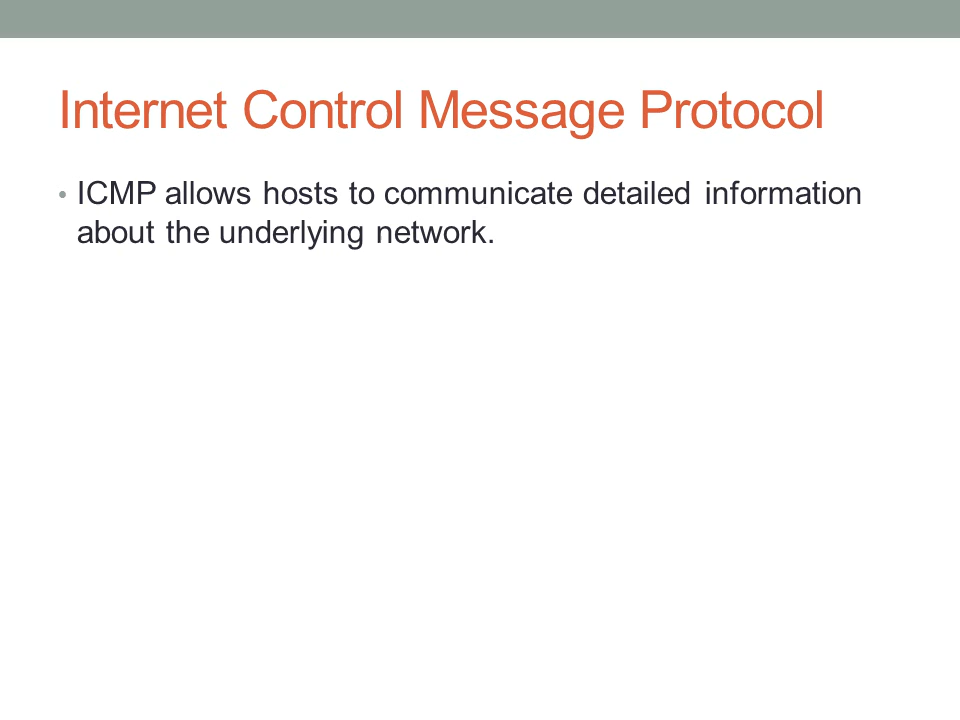 Internet Control Message Protocol
• ICMP allows hosts to communicate detailed information
about the underlying network.